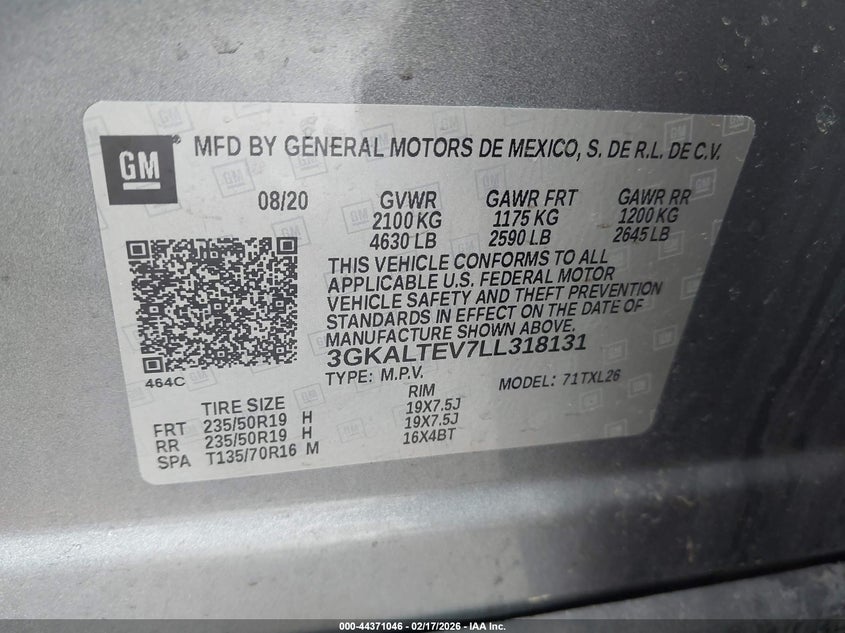 GM
MFD BY GENERAL MOTORS DE MEXICO, S. DE R.L. DE C.V.
08/20 GVWR GAWR FRT GAWR RR
2100 KG 1175 KG 1200 KG
4630 LB 2590 LB 2645 LB
THIS VEHICLE CONFORMS TO ALL
APPLICABLE U.S. FEDERAL MOTOR
VEHICLE SAFETY AND THEFT PREVENTION
STANDARDS IN EFFECT ON THE DATE OF
MANUFACTURE SHOWN ABOVE.
3GKALTEV7LL318131
464C
TYPE: M.P.V. MODEL: 71TXL26
TIRE SIZE RIM
FRT 235/50R19 H 19X7.5J
RR 235/50R19 H 19X7.5J
SPA T135/70R16 M 16X4BT
000-44371046 — 02/17/2026 — IAA Inc.